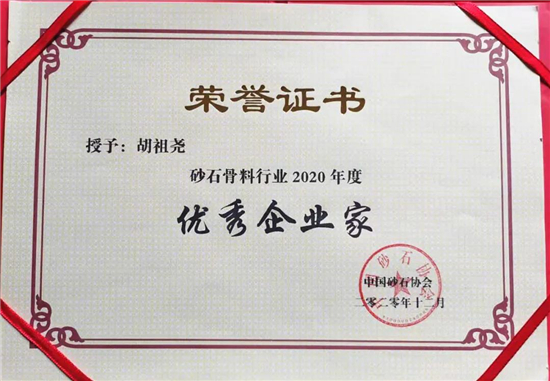 荣誉证书
授予：胡祖尧
砂石骨料行业2020年度
优秀企业家
中国砂石协会
二零二零年十二月